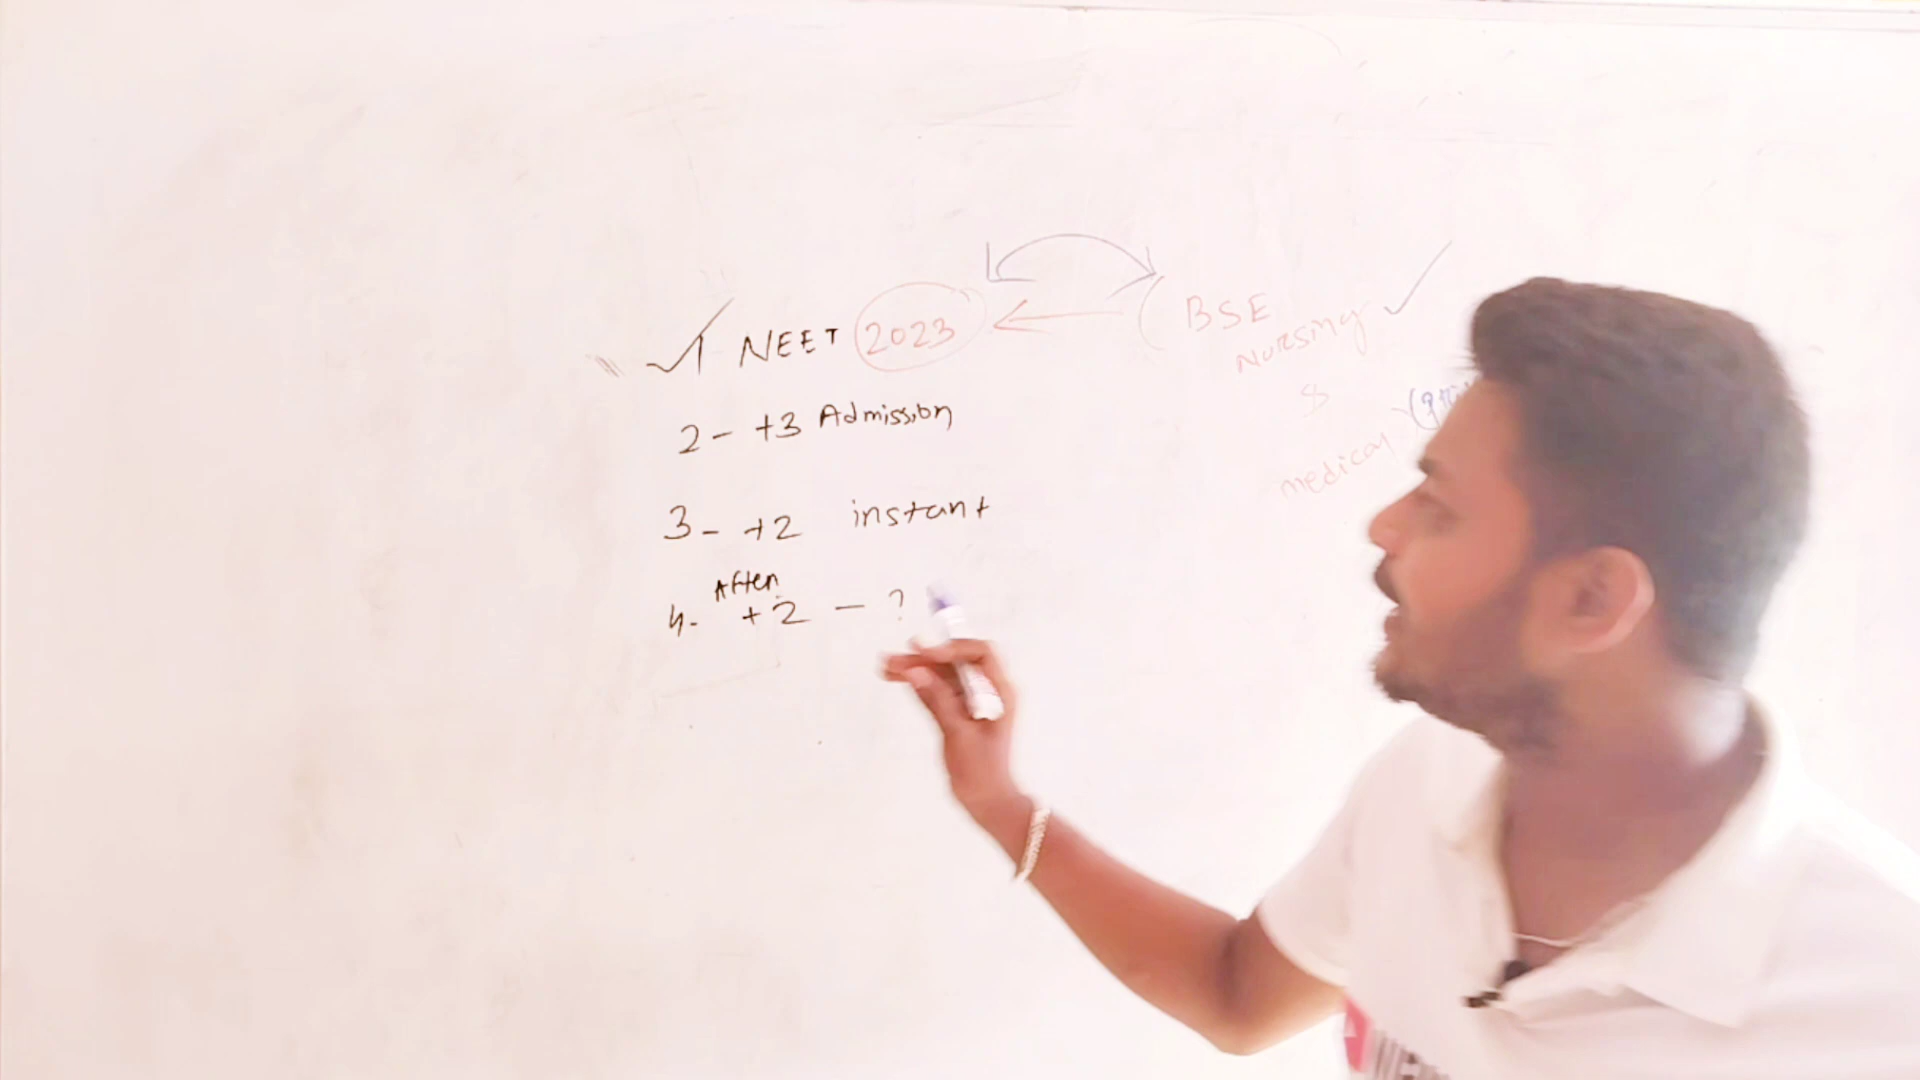 1 NEET 2023
BSE
Nursing
&
medical
2 - +3 Admission
3 - +2 instant
4. After
+2 - ?